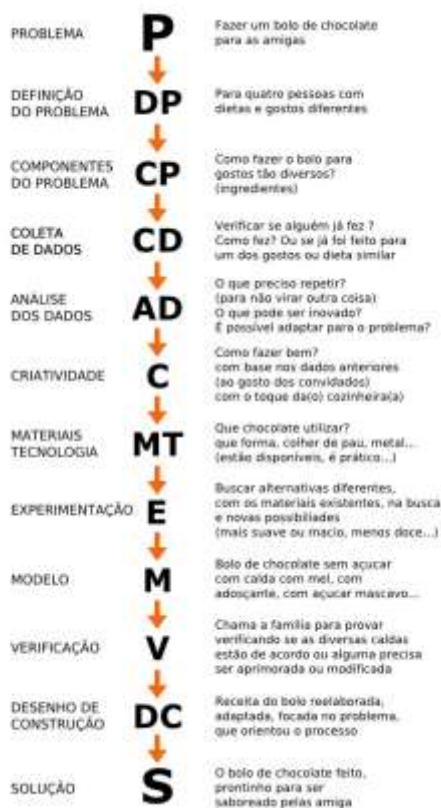 PROBLEMA
P
Fazer um bolo de chocolate
para as amigas
DEFINIÇÃO
DO PROBLEMA
DP
Para quatro pessoas com
dietas e gostos diferentes
COMPONENTES
DO PROBLEMA
CP
Como fazer o bolo para
gostos tão diversos?
(ingredientes)
COLETA
DE DADOS
CD
Verificar se alguém já fez ?
Como fez? Ou se já foi feito para
um dos gostos ou dieta similar
ANÁLISE
DOS DADOS
AD
O que preciso repetir?
(para não virar outra coisa)
O que pode ser inovado?
É possível adaptar para o problema?
CRIATIVIDADE
C
Como fazer bem?
com base nos dados anteriores
(ao gosto dos convidados)
com o toque da(o) cozinheira(a)
MATERIAIS
TECNOLOGIA
MT
Que chocolate utilizar?
que forma, colher de pau, metal...
(estão disponíveis, é prático...)
EXPERIMENTAÇÃO
E
Buscar alternativas diferentes,
com os materiais existentes, na busca
e novas possibiliades
(mais suave ou macio, menos doce...)
MODELO
M
Bolo de chocolate sem açucar
com calda com mel, com
adosçante, com açucar mascavo...
VERIFICAÇÃO
V
Chama a família para provar
verificando se as diversas caldas
estão de acordo ou alguma precisa
ser aprimorada ou modificada
DESENHO DE
CONSTRUÇÃO
DC
Receita do bolo reelaborada,
adaptada, focada no problema,
que orientou o processo
SOLUÇÃO
S
O bolo de chocolate feito,
prontinho para ser
saboreado pelas amiga